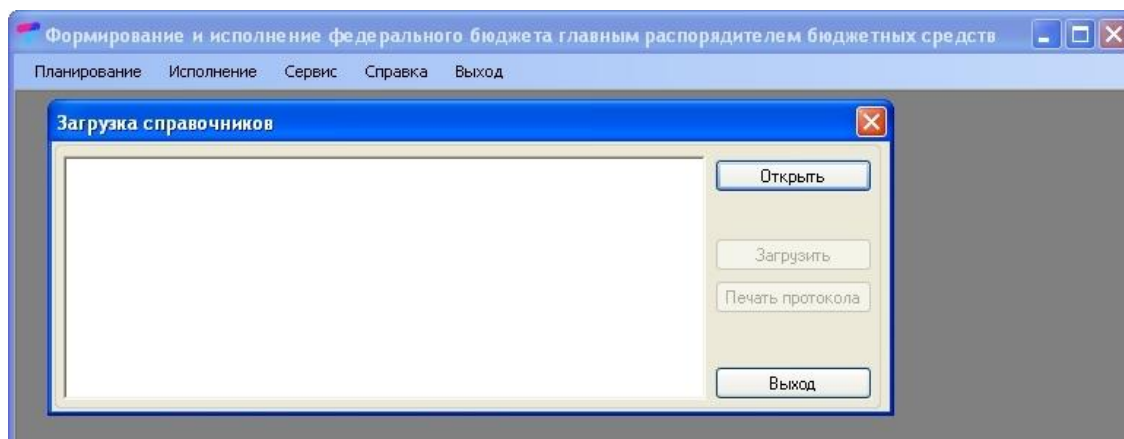 Формирование и исполнение федерального бюджета главным распорядителем бюджетных средств
Планирование Исполнение Сервис Справка Выход
Загрузка справочников
Открыть
Загрузить
Печать протокола
Выход